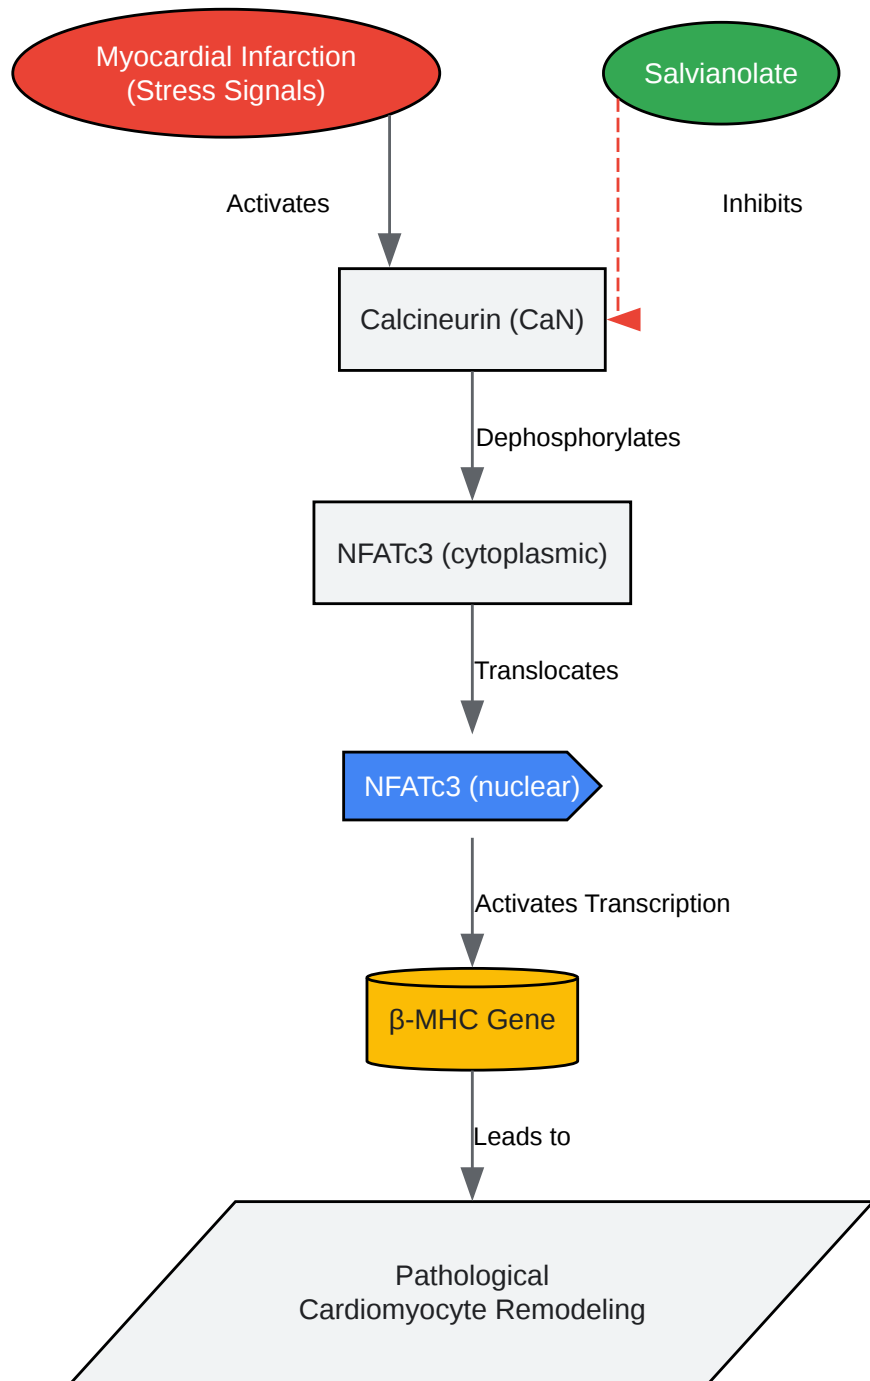 Myocardial Infarction
(Stress Signals)
Salvianolate
Activates
Inhibits
Calcineurin (CaN)
Dephosphorylates
NFATc3 (cytoplasmic)
Translocates
NFATc3 (nuclear)
Activates Transcription
β-MHC Gene
Leads to
Pathological
Cardiomyocyte Remodeling